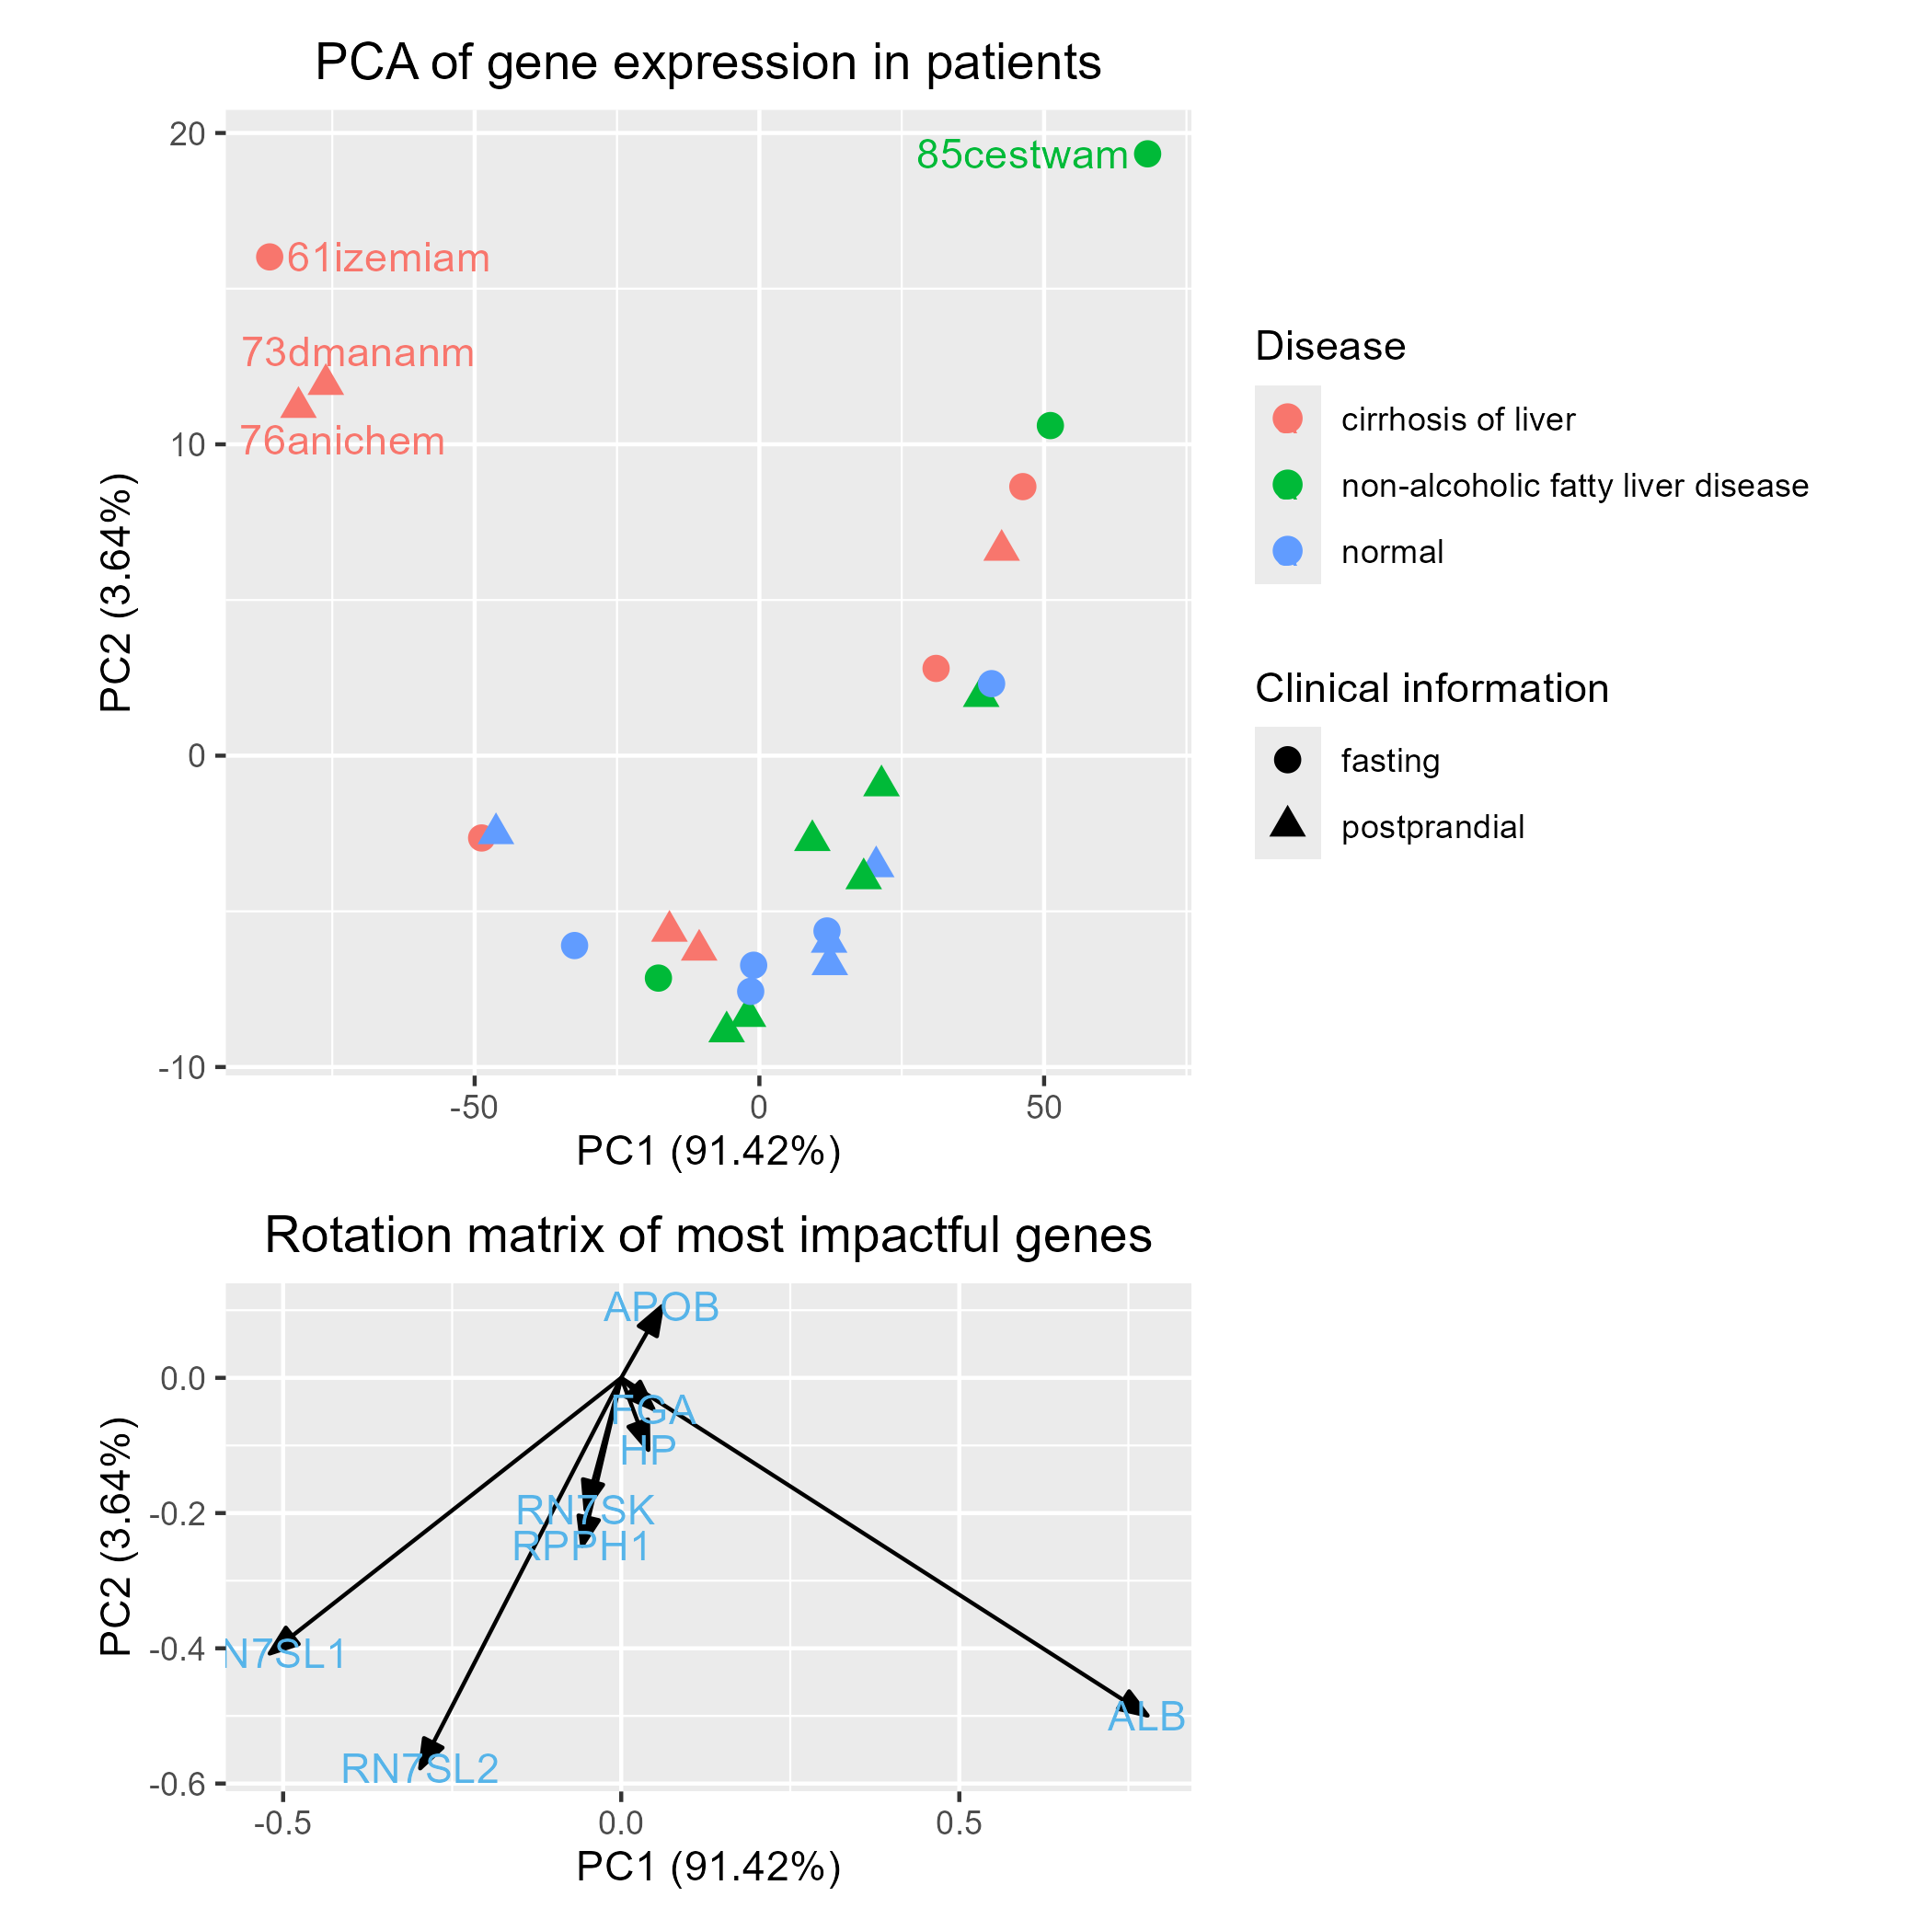 PCA of gene expression in patients
20
10
0
-10
PC2 (3.64%)
85cestwam
61izemiam
73dmananm
76anichem
-50
0
50
PC1 (91.42%)
Disease
cirrhosis of liver
non-alcoholic fatty liver disease
normal
Clinical information
fasting
postprandial
Rotation matrix of most impactful genes
0.0
-0.2
-0.4
-0.6
PC2 (3.64%)
APOB
FGA
HP
RN7SK
RPPH1
N7SL1
ALB
RN7SL2
-0.5
0.0
0.5
PC1 (91.42%)